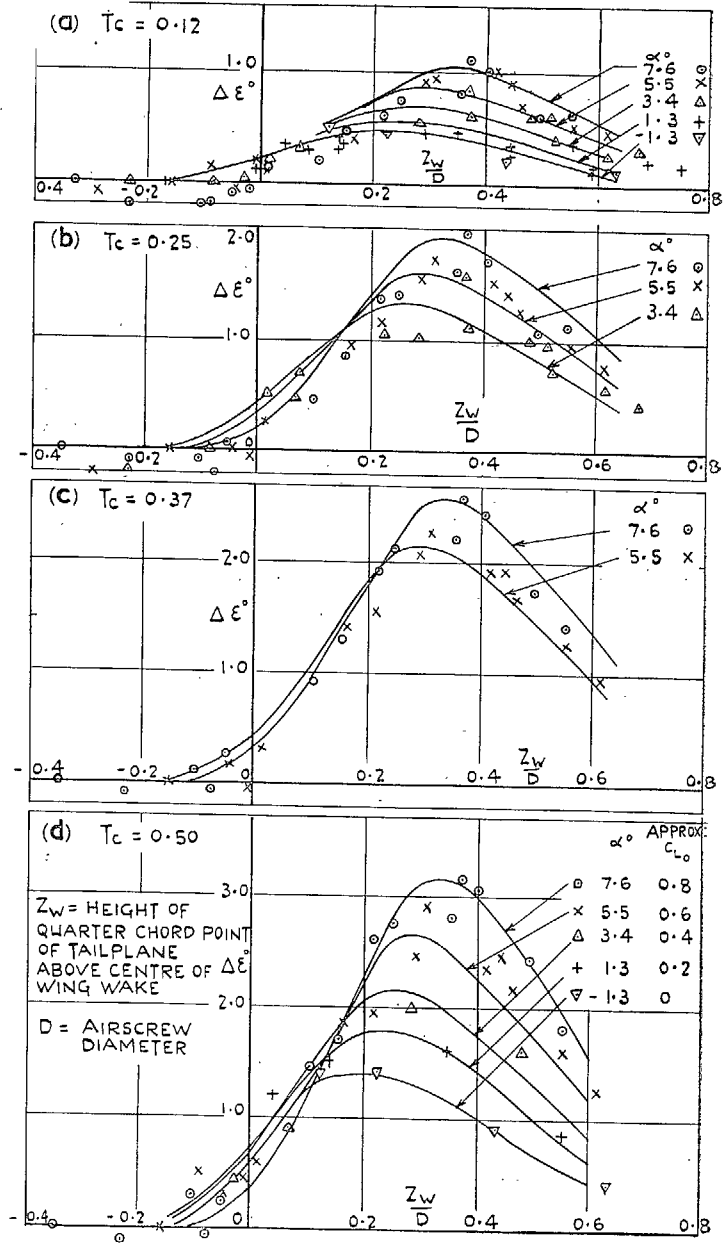 (a) Tc = 0·12
α°
7·6 ⊙
5·5 ×
3·4 △
1·3 +
-1·3 ▽
1·0
Δ ε°
0·4 -0·2 0 0·2 Zw/D 0·4 0·6 0·8
(b) Tc = 0·25
2·0
α°
7·6 ⊙
5·5 ×
3·4 △
Δ ε°
1·0
0
Zw/D
-0·4 -0·2 0 0·2 0·4 0·6 0·8
(c) Tc = 0·37
α°
7·6 ⊙
5·5 ×
2·0
Δ ε°
1·0
Zw/D
-0·4 -0·2 0 0·2 0·4 0·6 0·8
(d) Tc = 0·50
α° APPROX: CLo
⊙ 7·6 0·8
× 5·5 0·6
△ 3·4 0·4
+ 1·3 0·2
▽ -1·3 0
3·0
Zw = HEIGHT OF
QUARTER CHORD POINT
OF TAILPLANE
ABOVE CENTRE OF
WING WAKE
Δε°
2·0
D = AIRSCREW
DIAMETER
1·0
-0·4 -0·2 0 0·2 Zw/D 0·4 0·6 0·8